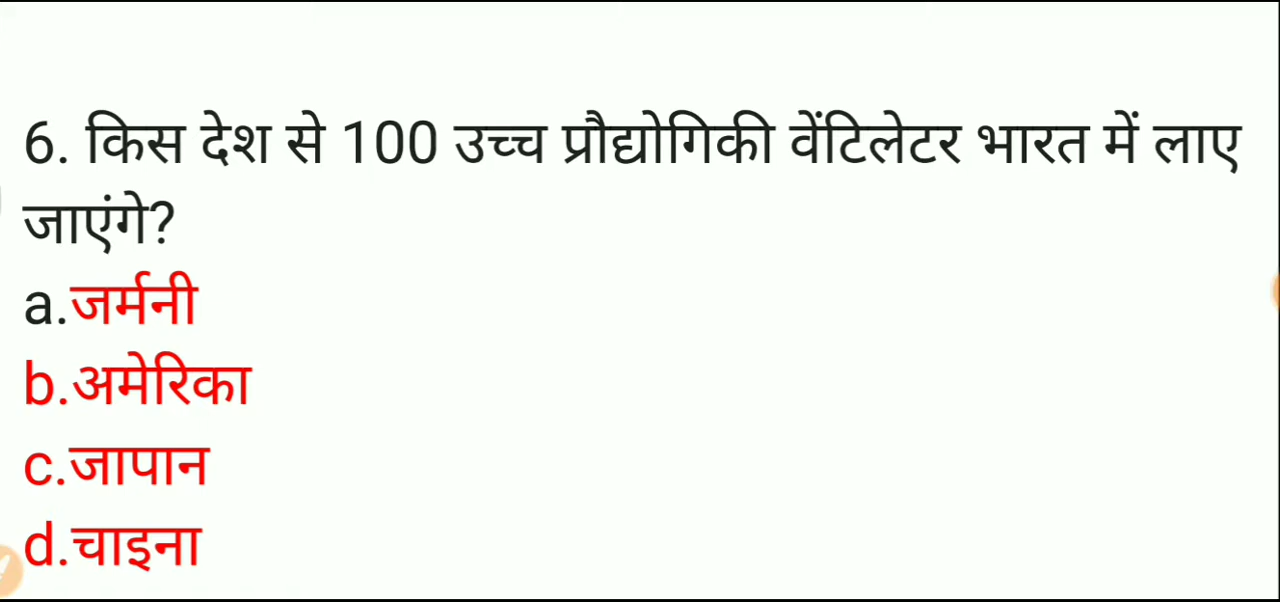 6. किस देश से 100 उच्च प्रौद्योगिकी वेंटिलेटर भारत में लाए
जाएंगे?
a.जर्मनी
b.अमेरिका
c.जापान
d.चाइना